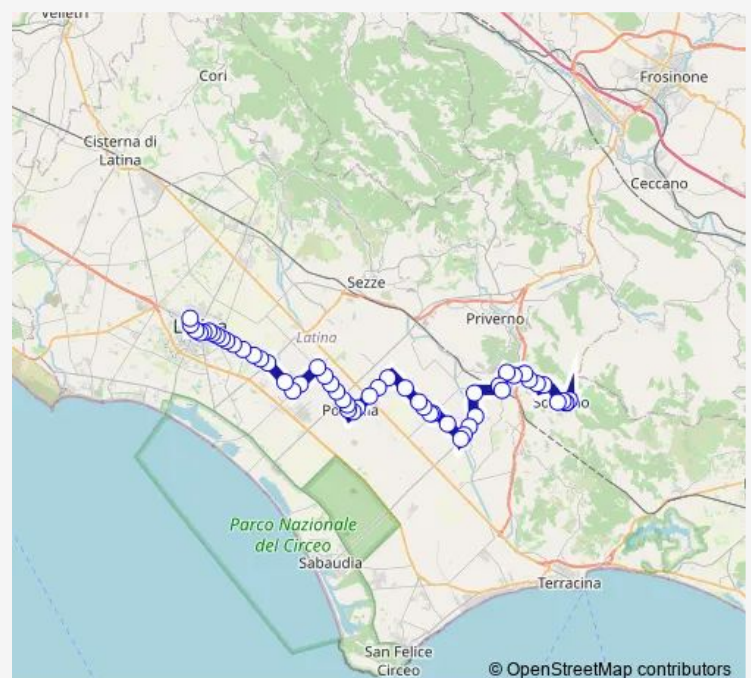 Velletri
Cori
Frosinone
Cisterna di
Latina
Ceccano
Sezze
Latina
Priverno
Parco Nazionale
del Circeo
Sabaudia
Terracina
San Felice
Circeo
© OpenStreetMap contributors